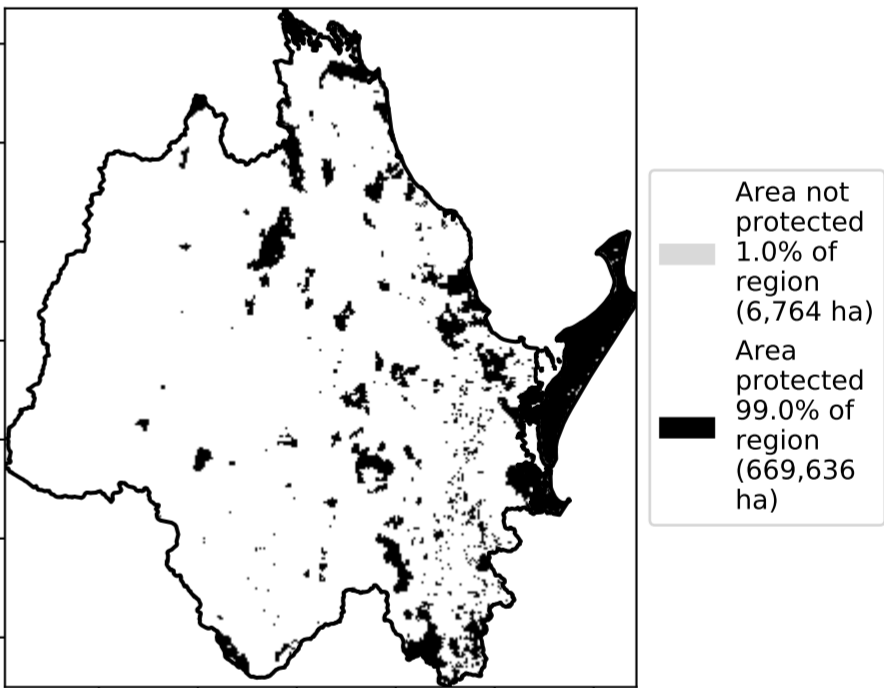 Area not
protected
1.0% of
region
(6,764 ha)
Area
protected
99.0% of
region
(669,636
ha)